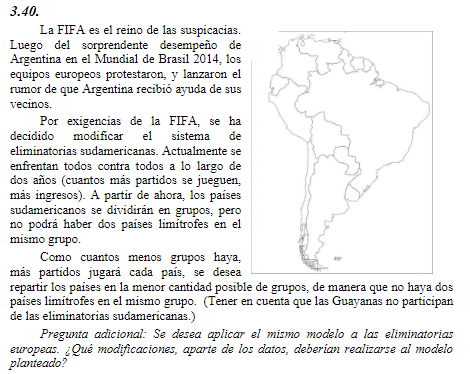 3.40.
La FIFA es el reino de las suspicacias.
Luego del sorprendente desempeño de
Argentina en el Mundial de Brasil 2014, los
equipos europeos protestaron, y lanzaron el
rumor de que Argentina recibió ayuda de sus
vecinos.
Por exigencias de la FIFA, se ha
decidido modificar el sistema de
eliminatorias sudamericanas. Actualmente se
enfrentan todos contra todos a lo largo de
dos años (cuantos más partidos se jueguen,
más ingresos). A partir de ahora, los países
sudamericanos se dividirán en grupos, pero
no podrá haber dos países limítrofes en el
mismo grupo.
Como cuantos menos grupos haya,
más partidos jugará cada país, se desea
repartir los países en la menor cantidad posible de grupos, de manera que no haya dos
países limítrofes en el mismo grupo. (Tener en cuenta que las Guayanas no participan
de las eliminatorias sudamericanas.)
Pregunta adicional: Se desea aplicar el mismo modelo a las eliminatorias
europeas. ¿Qué modificaciones, aparte de los datos, deberían realizarse al modelo
planteado?